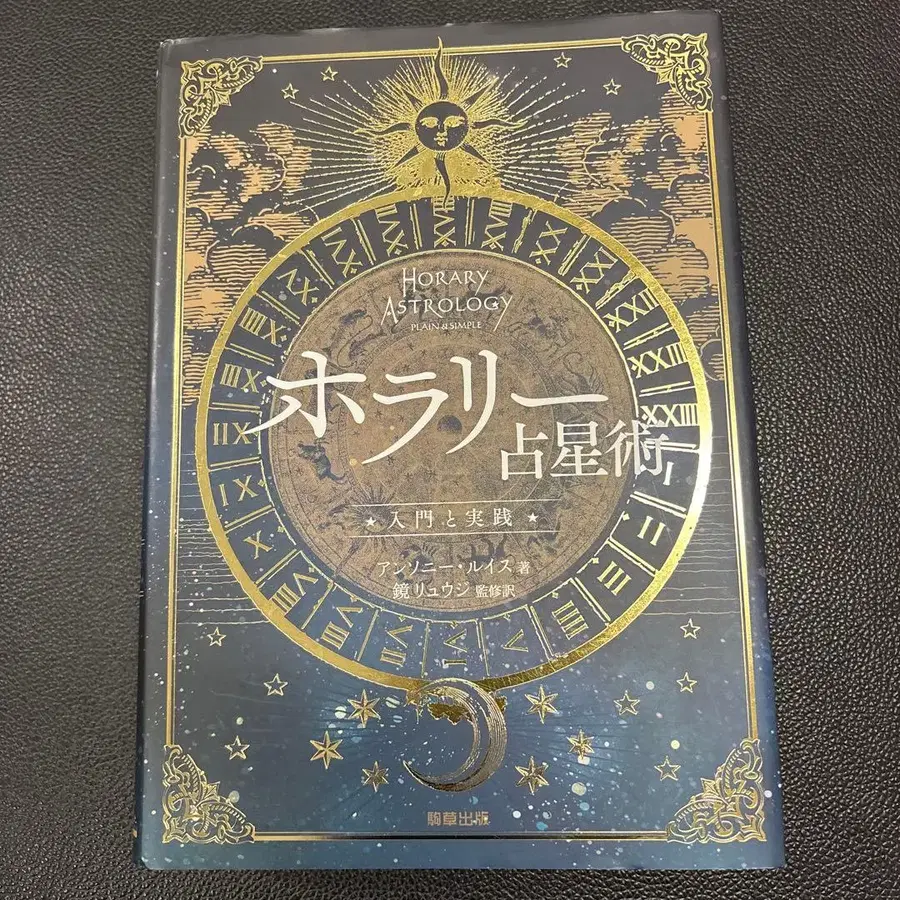 HORARY
ASTROLOGY
PLAIN & SIMPLE
ホラリー
占星術
入門と実践
アンソニー・ルイス 著
鏡リュウジ 監修訳
駒草出版